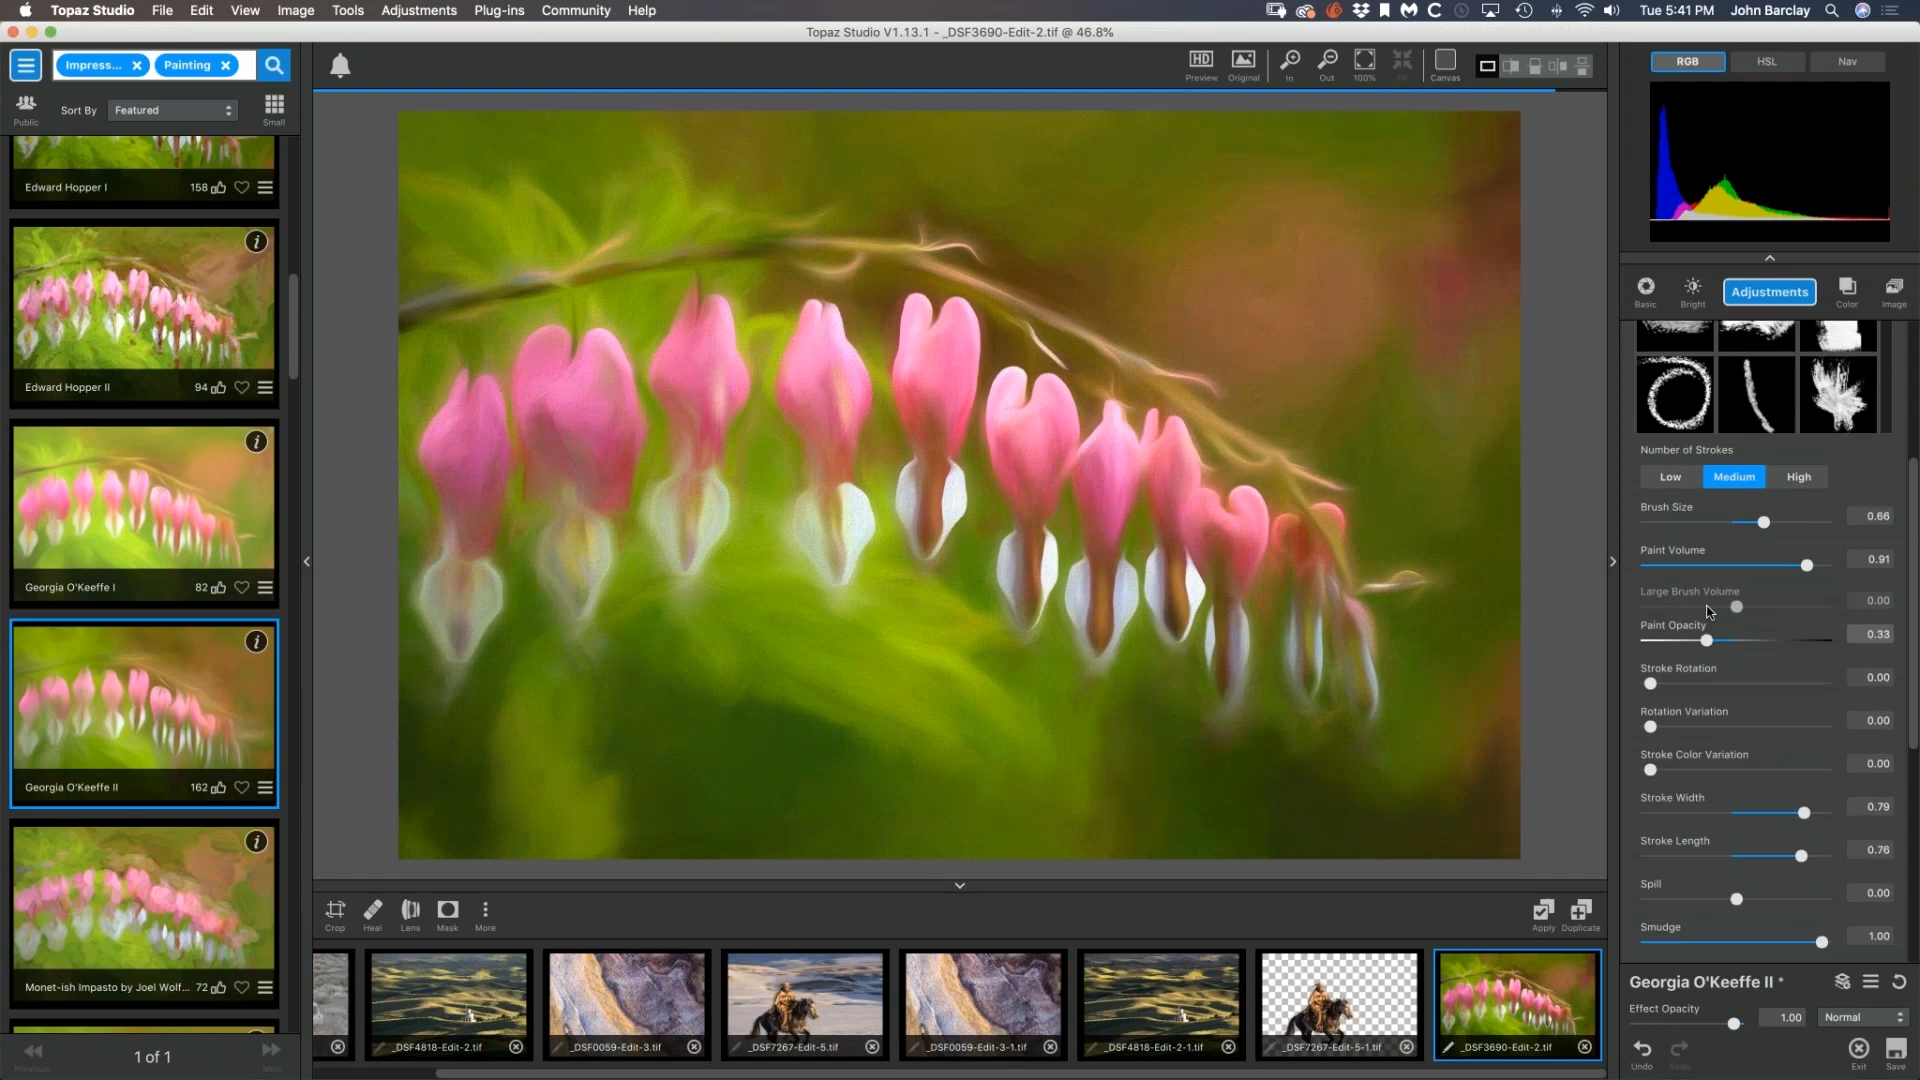 Topaz Studio File Edit View Image Tools Adjustments Plug-ins Community Help Tue 5:41 PM John Barclay
Topaz Studio V1.13.1 - _DSF3690-Edit-2.tif @ 46.8%
Impress... Painting
Public Sort By Featured Small
Preview Original In Out 100% Canvas
HD
RGB HSL Nav
Edward Hopper I 158
Edward Hopper II 94
Georgia O'Keeffe I 82
Georgia O'Keeffe II 162
Monet-ish Impasto by Joel Wolf... 72
Previous 1 of 1 Next
Basic Bright Adjustments Color Image
Number of Strokes
Low Medium High
Brush Size 0.66
Paint Volume 0.91
Large Brush Volume 0.00
Paint Opacity 0.33
Stroke Rotation 0.00
Rotation Variation 0.00
Stroke Color Variation 0.00
Stroke Width 0.79
Stroke Length 0.76
Spill 0.00
Smudge 1.00
Georgia O'Keeffe II *
Effect Opacity 1.00 Normal
Undo Exit Save
Crop Heal Lens Mask More Apply Duplicate
_DSF4818-Edit-2.tif _DSF0059-Edit-3.tif _DSF7267-Edit-5.tif _DSF0059-Edit-3-1.tif _DSF4818-Edit-2-1.tif _DSF7267-Edit-5-1.tif _DSF3690-Edit-2.tif